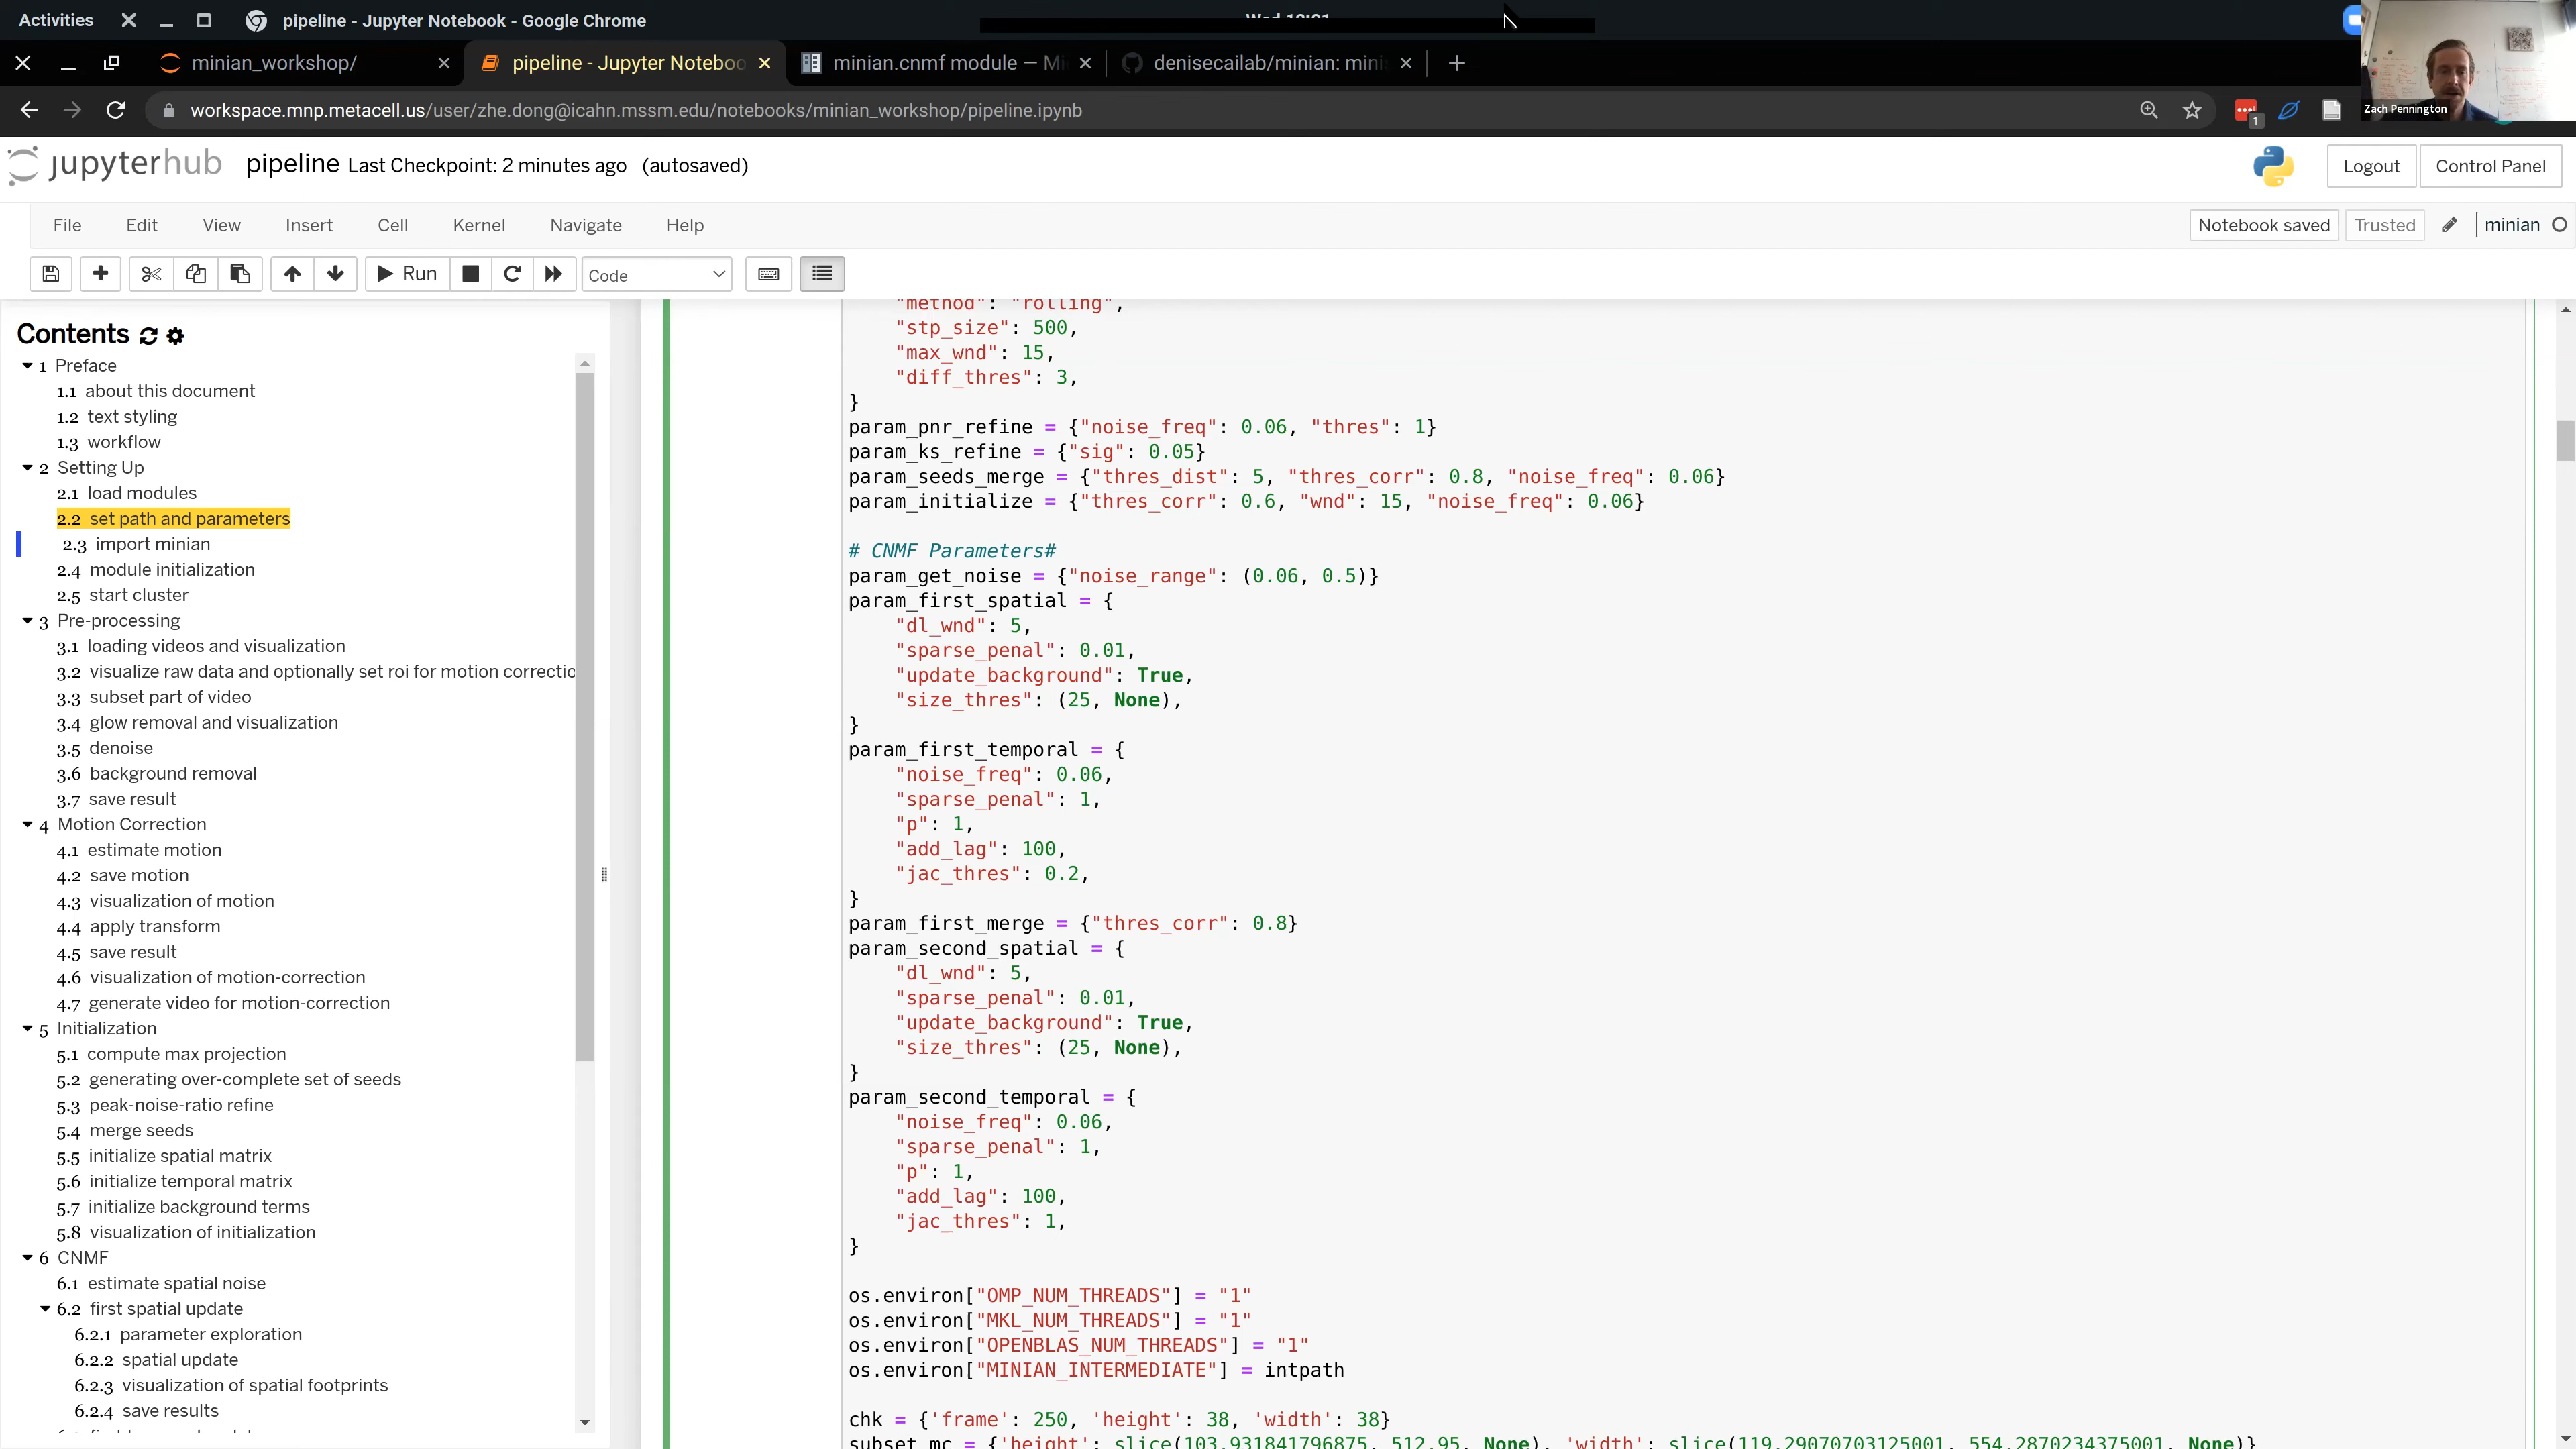 Activities
pipeline - Jupyter Notebook - Google Chrome
minian_workshop/
pipeline - Jupyter Noteboo
minian.cnmf module — Mi
denisecailab/minian: mini
workspace.mnp.metacell.us/user/zhe.dong@icahn.mssm.edu/notebooks/minian_workshop/pipeline.ipynb
1
Zach Pennington
jupyterhub
pipeline Last Checkpoint: 2 minutes ago (autosaved)
Logout
Control Panel
File Edit View Insert Cell Kernel Navigate Help
Notebook saved
Trusted
minian
Run
Code
Contents
1 Preface
1.1 about this document
1.2 text styling
1.3 workflow
2 Setting Up
2.1 load modules
2.2 set path and parameters
2.3 import minian
2.4 module initialization
2.5 start cluster
3 Pre-processing
3.1 loading videos and visualization
3.2 visualize raw data and optionally set roi for motion correctio
3.3 subset part of video
3.4 glow removal and visualization
3.5 denoise
3.6 background removal
3.7 save result
4 Motion Correction
4.1 estimate motion
4.2 save motion
4.3 visualization of motion
4.4 apply transform
4.5 save result
4.6 visualization of motion-correction
4.7 generate video for motion-correction
5 Initialization
5.1 compute max projection
5.2 generating over-complete set of seeds
5.3 peak-noise-ratio refine
5.4 merge seeds
5.5 initialize spatial matrix
5.6 initialize temporal matrix
5.7 initialize background terms
5.8 visualization of initialization
6 CNMF
6.1 estimate spatial noise
6.2 first spatial update
6.2.1 parameter exploration
6.2.2 spatial update
6.2.3 visualization of spatial footprints
6.2.4 save results
"method": "rolling",
"stp_size": 500,
"max_wnd": 15,
"diff_thres": 3,
}
param_pnr_refine = {"noise_freq": 0.06, "thres": 1}
param_ks_refine = {"sig": 0.05}
param_seeds_merge = {"thres_dist": 5, "thres_corr": 0.8, "noise_freq": 0.06}
param_initialize = {"thres_corr": 0.6, "wnd": 15, "noise_freq": 0.06}
# CNMF Parameters#
param_get_noise = {"noise_range": (0.06, 0.5)}
param_first_spatial = {
"dl_wnd": 5,
"sparse_penal": 0.01,
"update_background": True,
"size_thres": (25, None),
}
param_first_temporal = {
"noise_freq": 0.06,
"sparse_penal": 1,
"p": 1,
"add_lag": 100,
"jac_thres": 0.2,
}
param_first_merge = {"thres_corr": 0.8}
param_second_spatial = {
"dl_wnd": 5,
"sparse_penal": 0.01,
"update_background": True,
"size_thres": (25, None),
}
param_second_temporal = {
"noise_freq": 0.06,
"sparse_penal": 1,
"p": 1,
"add_lag": 100,
"jac_thres": 1,
}
os.environ["OMP_NUM_THREADS"] = "1"
os.environ["MKL_NUM_THREADS"] = "1"
os.environ["OPENBLAS_NUM_THREADS"] = "1"
os.environ["MINIAN_INTERMEDIATE"] = intpath
chk = {'frame': 250, 'height': 38, 'width': 38}
subset_mc = {'height': slice(103.931841796875, 512.95, None), 'width': slice(119.29070703125001, 554.2870234375001, None)}